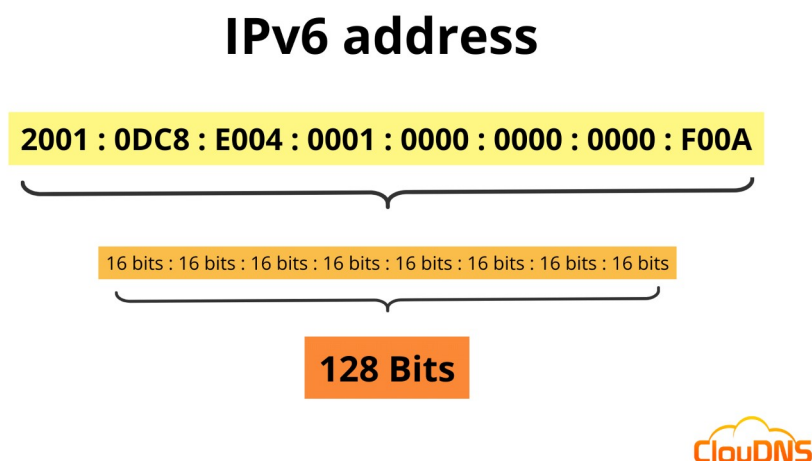 IPv6 address
2001 : 0DC8 : E004 : 0001 : 0000 : 0000 : 0000 : F00A
16 bits : 16 bits : 16 bits : 16 bits : 16 bits : 16 bits : 16 bits : 16 bits
128 Bits
ClouDNS